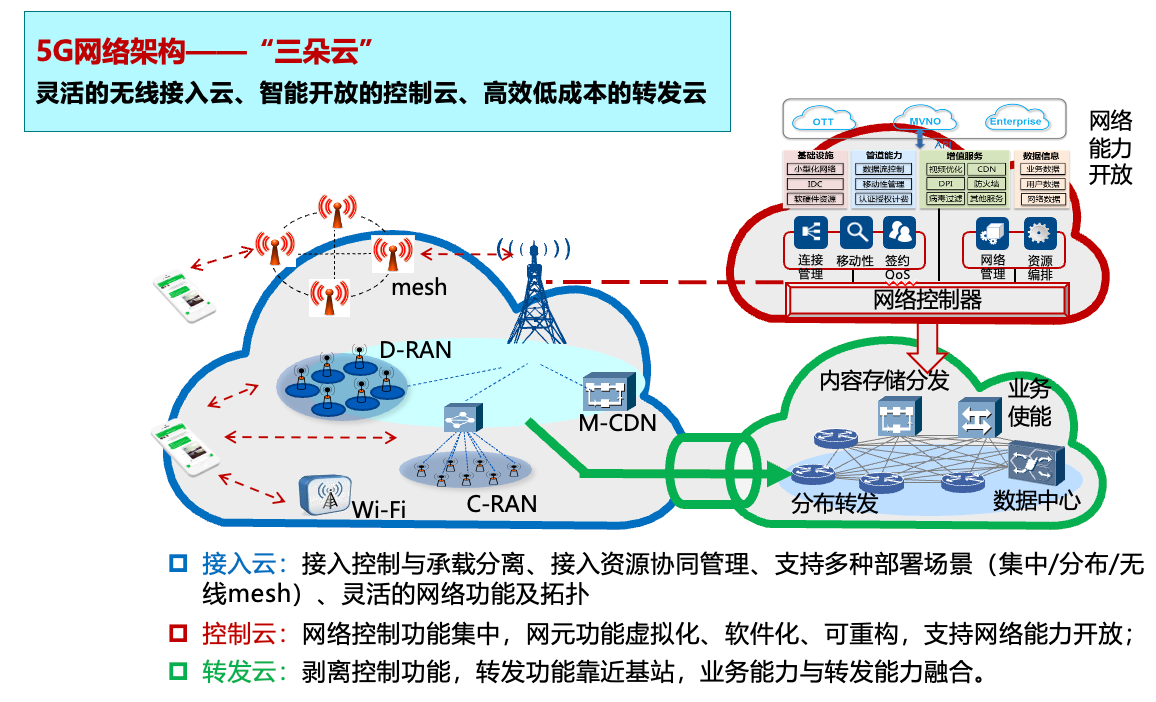 5G网络架构——“三朵云”
灵活的无线接入云、智能开放的控制云、高效低成本的转发云
OTT
MVNO
Enterprise
API
网络
能力
开放
基础设施
小型化网络
IDC
软硬件资源
管道能力
数据流控制
移动性管理
认证授权计费
增值服务
视频优化
CDN
DPI
防火墙
病毒过滤
其他服务
数据信息
业务数据
用户数据
网络数据
连接
管理
移动性
签约
QoS
网络
管理
资源
编排
网络控制器
mesh
D-RAN
M-CDN
C-RAN
Wi-Fi
内容存储分发
业务
使能
分布转发
数据中心
接入云：接入控制与承载分离、接入资源协同管理、支持多种部署场景（集中/分布/无
线mesh）、灵活的网络功能及拓扑
控制云：网络控制功能集中，网元功能虚拟化、软件化、可重构，支持网络能力开放；
转发云：剥离控制功能，转发功能靠近基站，业务能力与转发能力融合。